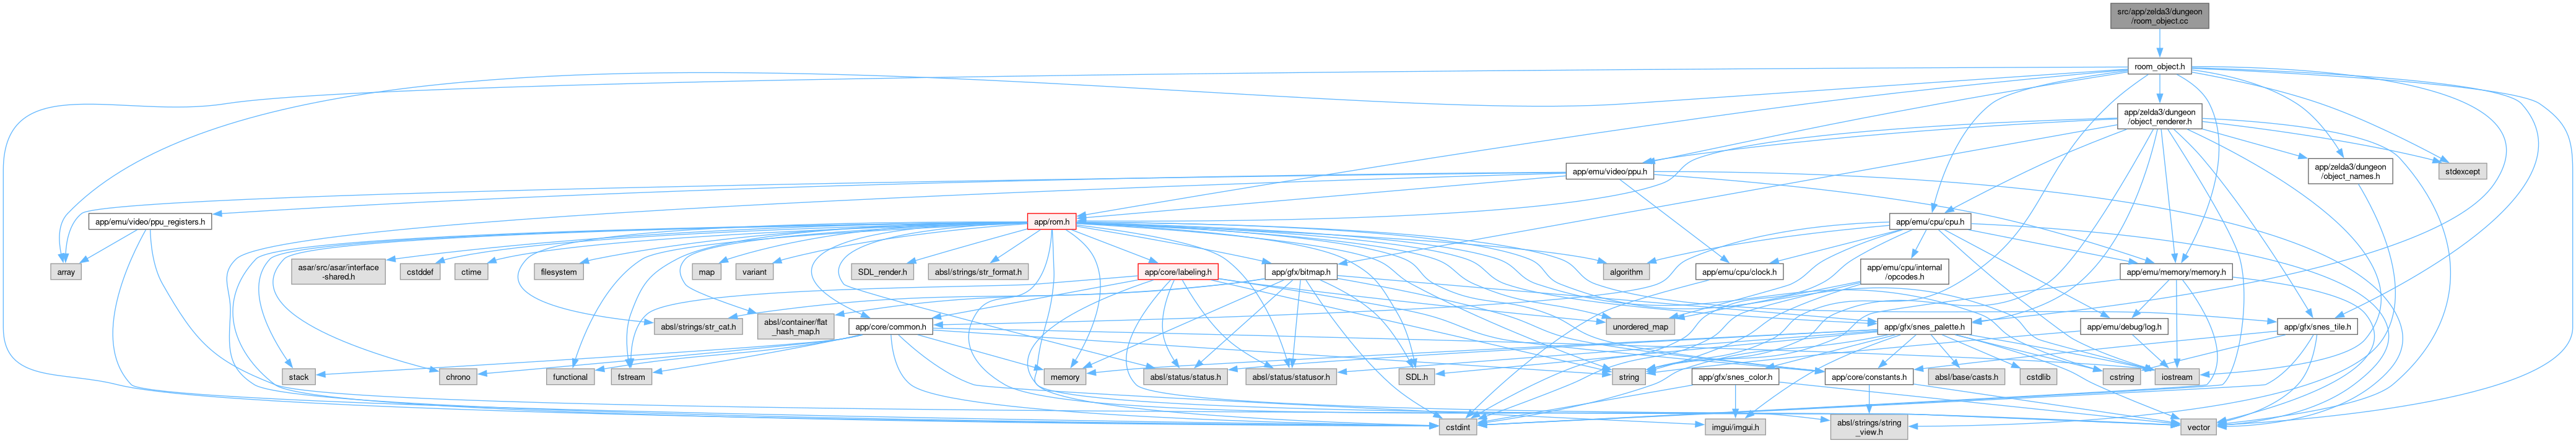 src/app/zelda3/dungeon
/room_object.cc
room_object.h
app/zelda3/dungeon
/object_renderer.h
app/emu/video/ppu.h
app/zelda3/dungeon
/object_names.h
stdexcept
app/emu/video/ppu_registers.h
app/rom.h
app/emu/cpu/cpu.h
array
asar/src/asar/interface
-shared.h
cstddef
ctime
filesystem
map
variant
SDL_render.h
absl/strings/str_format.h
app/core/labeling.h
app/gfx/bitmap.h
algorithm
app/emu/cpu/clock.h
app/emu/cpu/internal
/opcodes.h
app/emu/memory/memory.h
absl/strings/str_cat.h
absl/container/flat
_hash_map.h
app/core/common.h
unordered_map
app/gfx/snes_palette.h
app/emu/debug/log.h
app/gfx/snes_tile.h
stack
chrono
functional
fstream
memory
absl/status/status.h
absl/status/statusor.h
string
SDL.h
app/gfx/snes_color.h
app/core/constants.h
absl/base/casts.h
cstdlib
cstring
iostream
cstdint
imgui/imgui.h
absl/strings/string
_view.h
vector